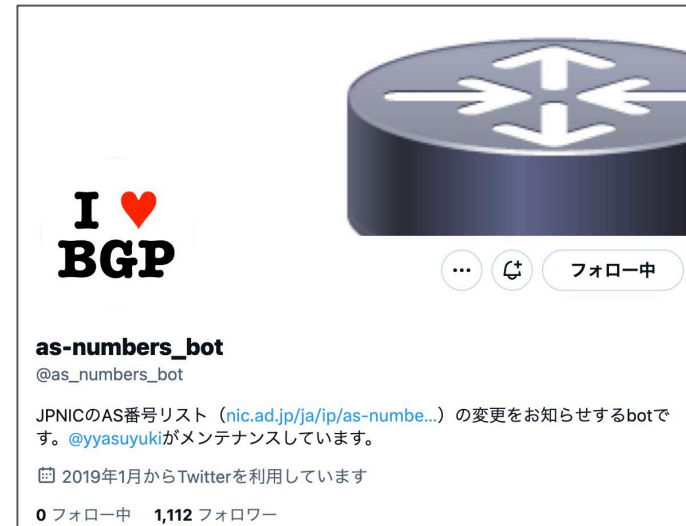 I ♥
BGP
フォロー中
as-numbers_bot
@as_numbers_bot
JPNICのAS番号リスト（nic.ad.jp/ja/ip/as-numbe...）の変更をお知らせするbotで
す。@yyasuyukiがメンテナンスしています。
2019年1月からTwitterを利用しています
0 フォロー中 1,112 フォロワー